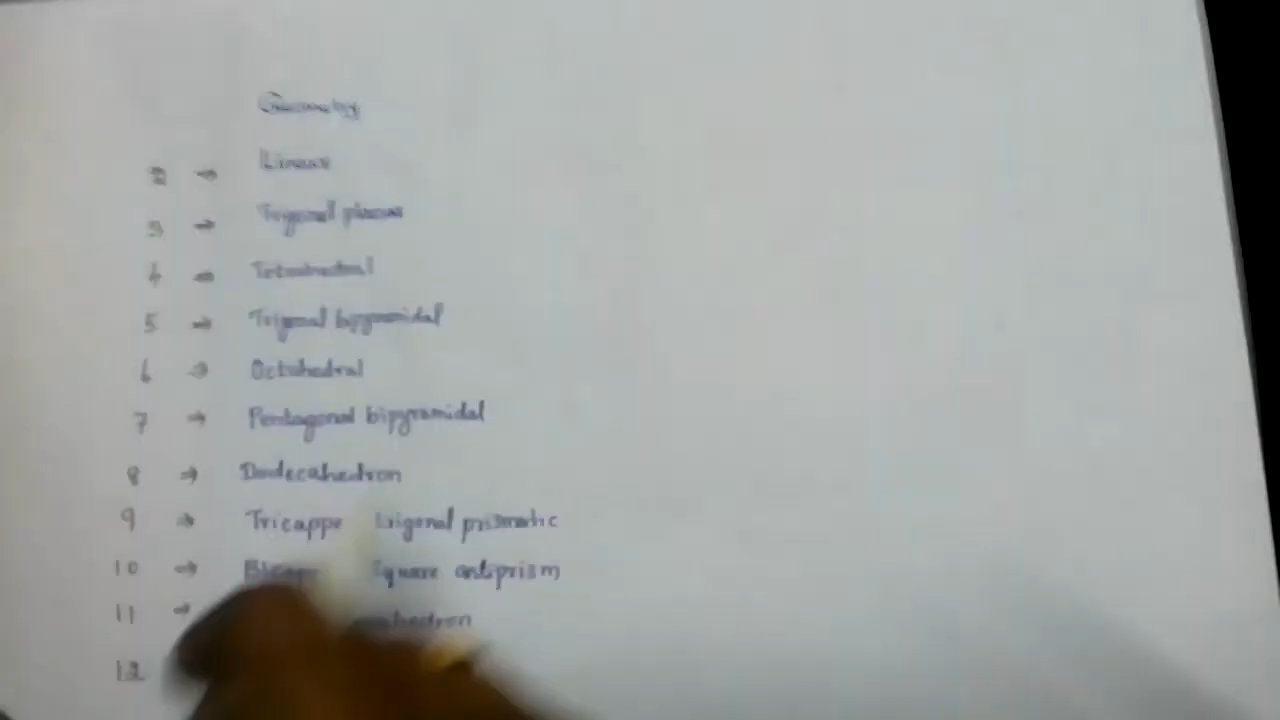 Geometry
2 → Linear
3 → Trigonal planar
4 → Tetrahedral
5 → Trigonal bipyramidal
6 → Octahedral
7 → Pentagonal bipyramidal
8 → Dodecahedron
9 → Tricappe trigonal prismatic
10 → Square antiprism
11 →
12